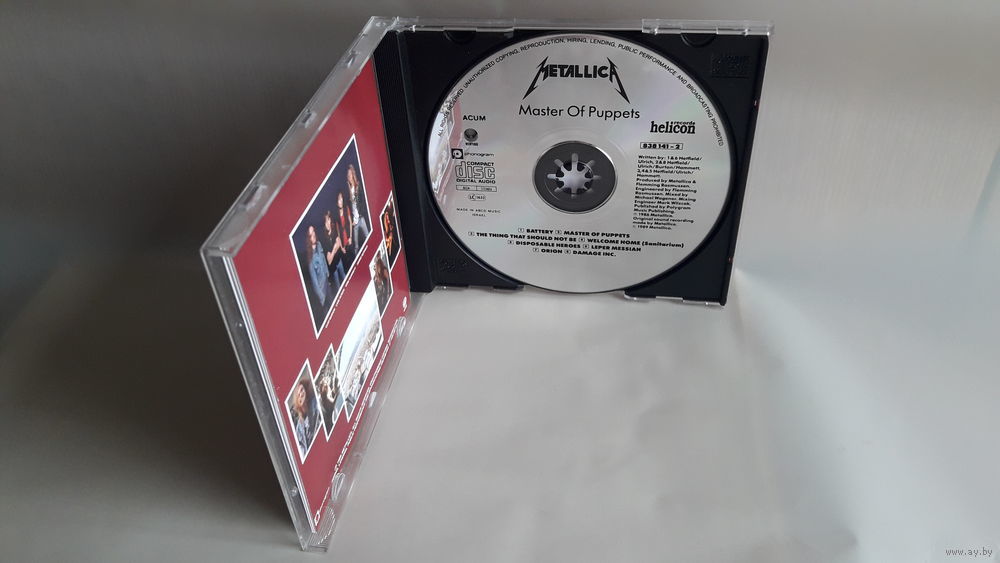 ALL RIGHTS RESERVED UNAUTHORIZED COPYING, REPRODUCTION, HIRING, LENDING, PUBLIC PERFORMANCE AND BROADCASTING PROHIBITED
METALLICA
Master Of Puppets
ACUM
VERTIGO
phonogram
COMPACT
disc
DIGITAL AUDIO
MADE IN ABCD MUSIC
ISRAEL
records
helicon
838 141-2
Written by: 1&6 Hetfield/
Ulrich, 2&8 Hetfield/
Ulrich/Burton/Hammett,
3,4&5 Hetfield/Ulrich/
Hammett.
Produced by Metallica &
Flemming Rasmussen.
Engineered by Flemming
Rasmussen. Mixed by
Michael Wagener. Mixing
Engineer Mark Wilczak.
Published by Polygram
Music Publishing.
℗ 1986 Metallica.
Original sound recording
made by Metallica.
© 1989 Metallica.
1 BATTERY 2 MASTER OF PUPPETS
3 THE THING THAT SHOULD NOT BE 4 WELCOME HOME (Sanitarium)
5 DISPOSABLE HEROES 6 LEPER MESSIAH
7 ORION 8 DAMAGE INC.
www.ay.by